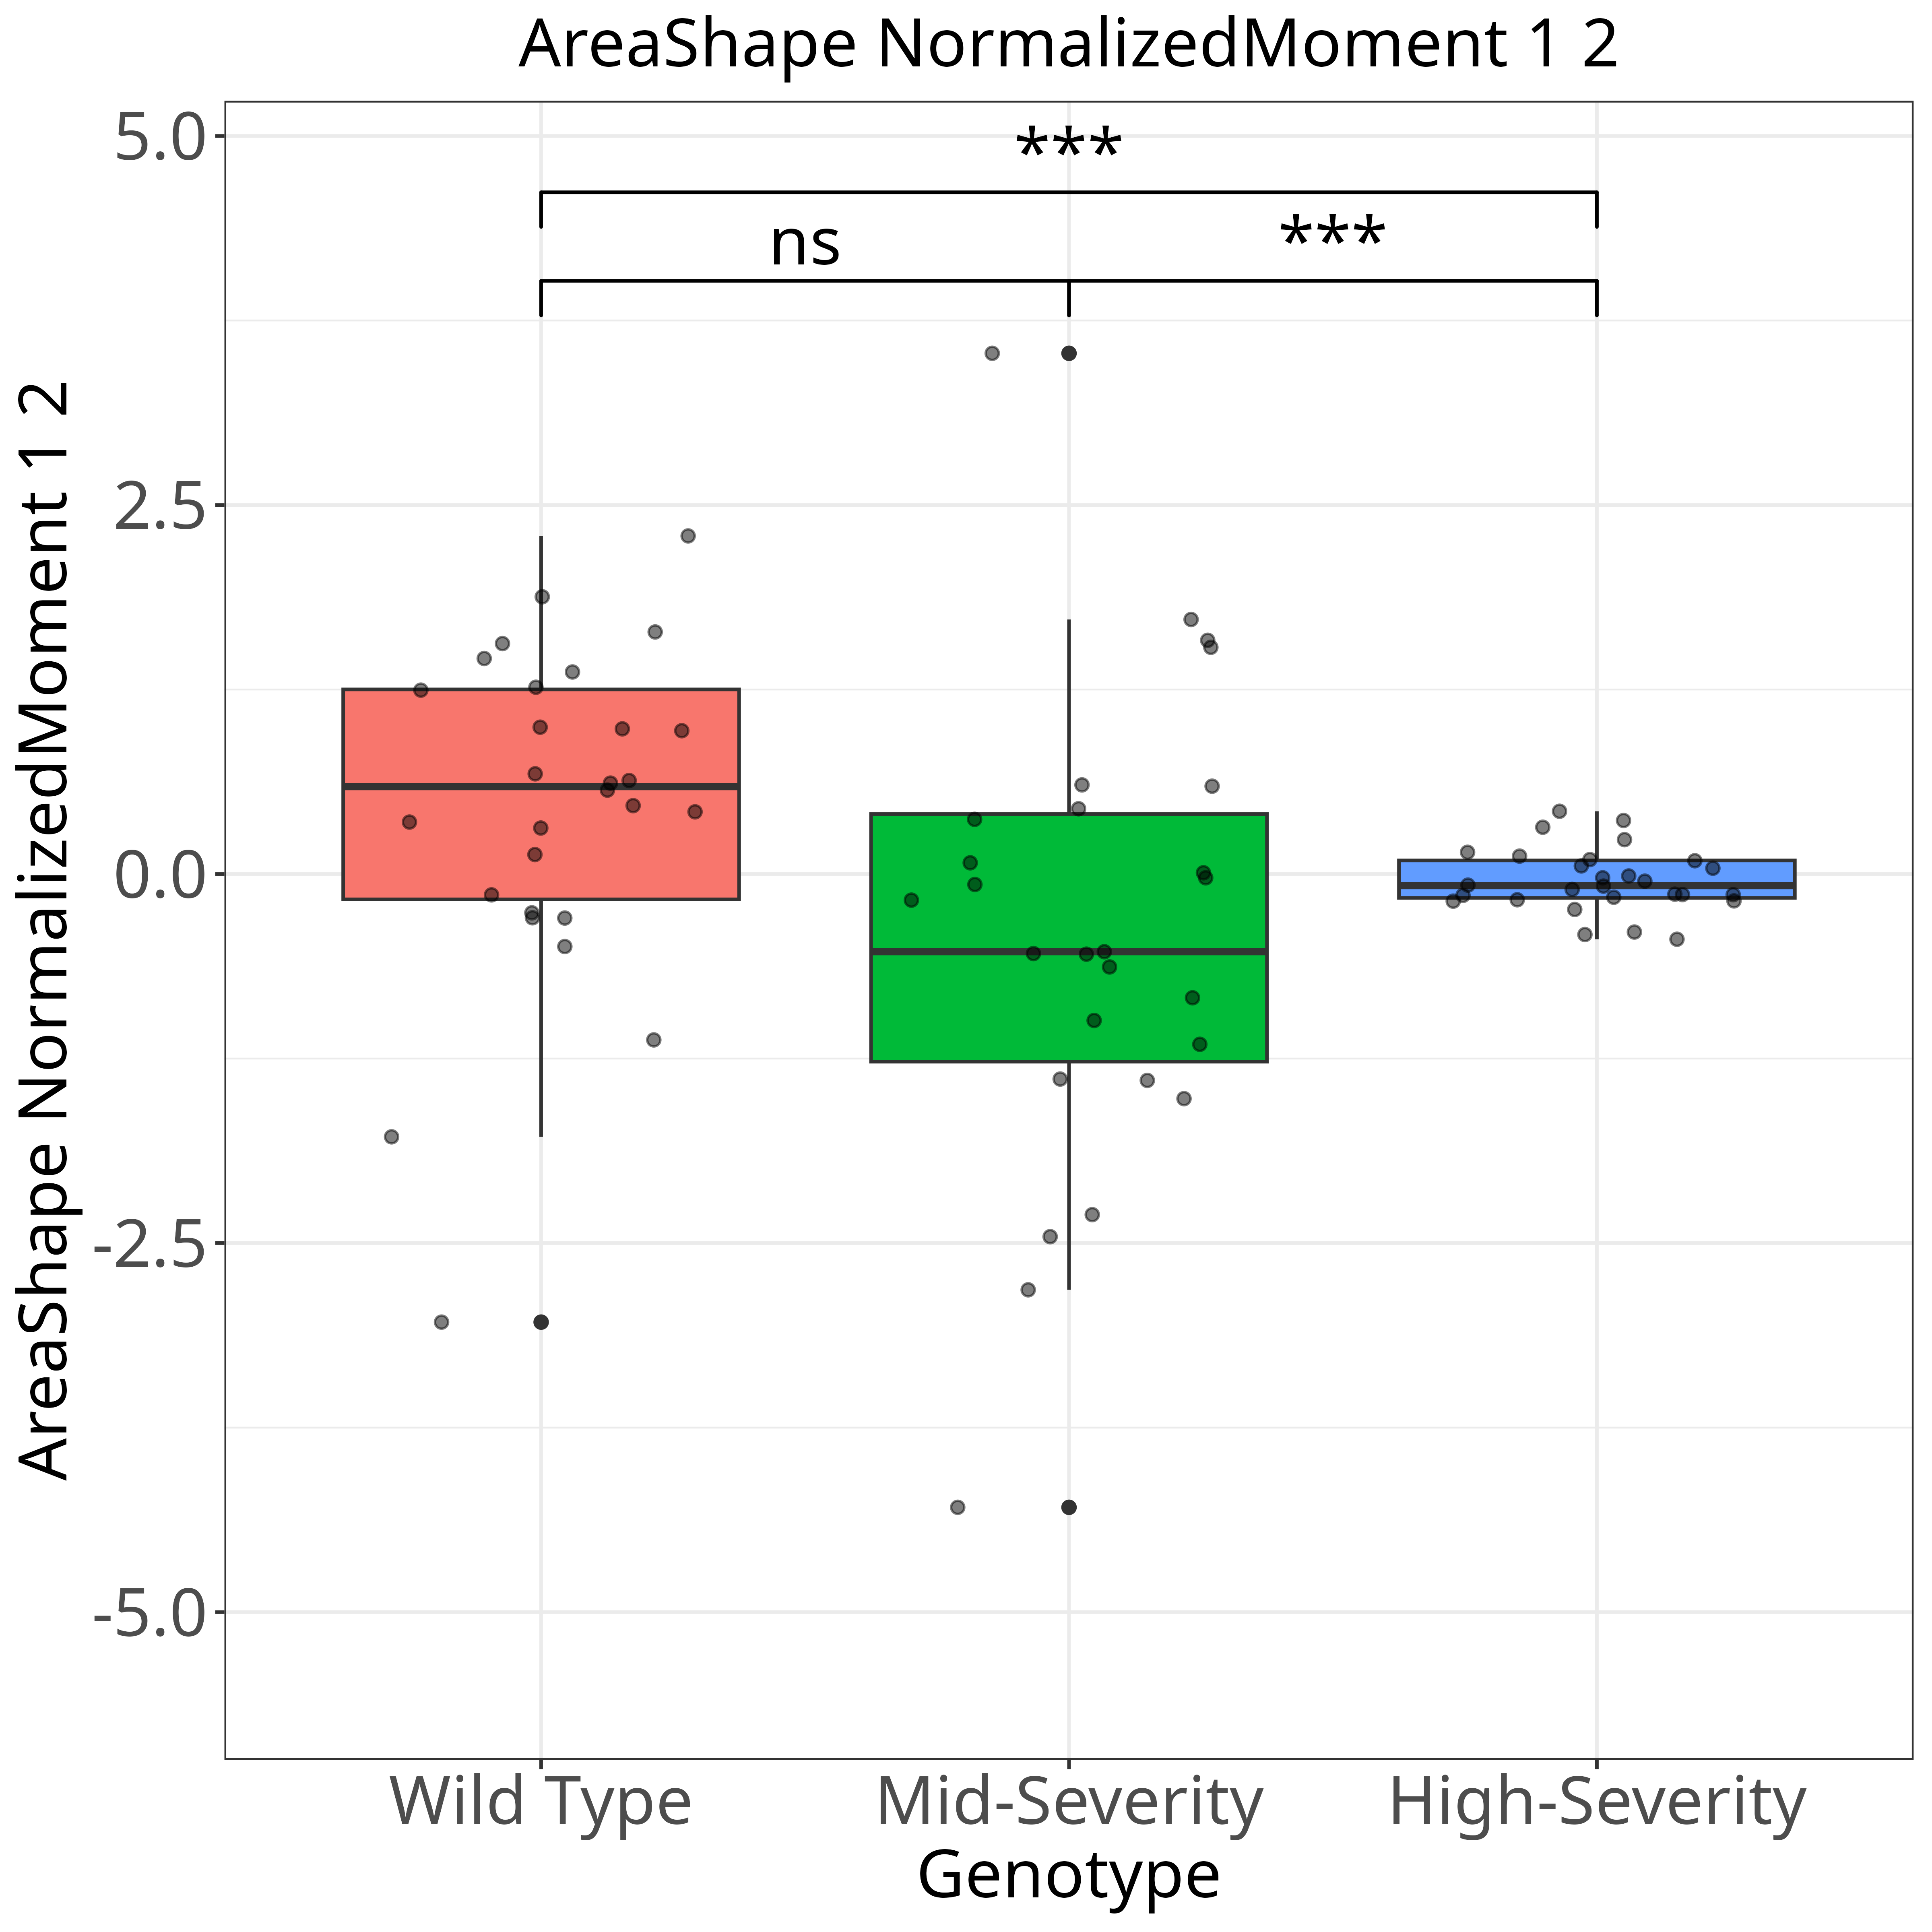 AreaShape NormalizedMoment 1 2
AreaShape NormalizedMoment 1 2
5.0
2.5
0.0
-2.5
-5.0
***
ns
***
Wild Type
Mid-Severity
High-Severity
Genotype